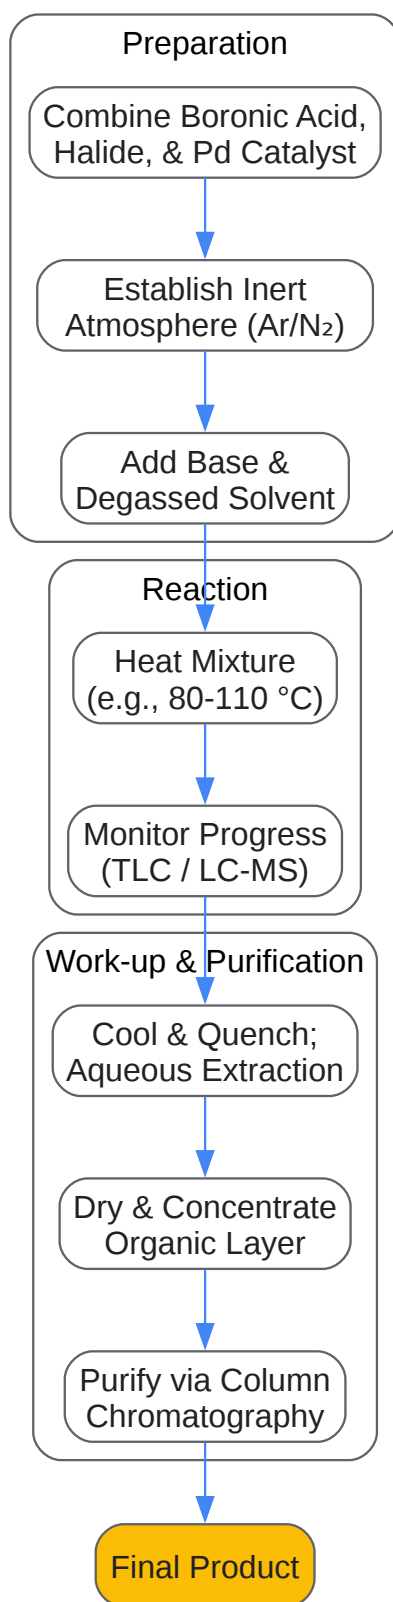 Preparation
Combine Boronic Acid,
Halide, & Pd Catalyst
Establish Inert
Atmosphere (Ar/N₂)
Add Base &
Degassed Solvent
Reaction
Heat Mixture
(e.g., 80-110 °C)
Monitor Progress
(TLC / LC-MS)
Work-up & Purification
Cool & Quench;
Aqueous Extraction
Dry & Concentrate
Organic Layer
Purify via Column
Chromatography
Final Product